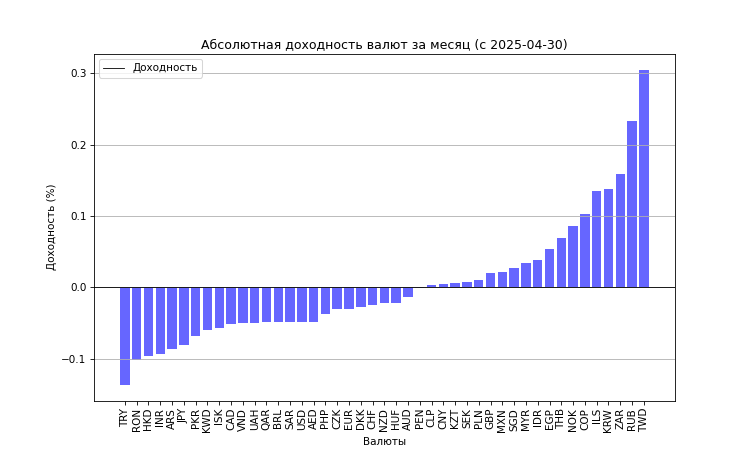 Абсолютная доходность валют за месяц (с 2025-04-30)
Доходность
Доходность (%)
0.3
0.2
0.1
0.0
−0.1
TRY RON HKD INR ARS JPY PKR KWD ISK CAD VND UAH QAR BRL SAR USD AED PHP CZK EUR DKK CHF NZD HUF AUD PEN CLP CNY KZT SEK PLN GBP MXN SGD MYR IDR EGP THB NOK COP ILS KRW ZAR RUB TWD
Валюты